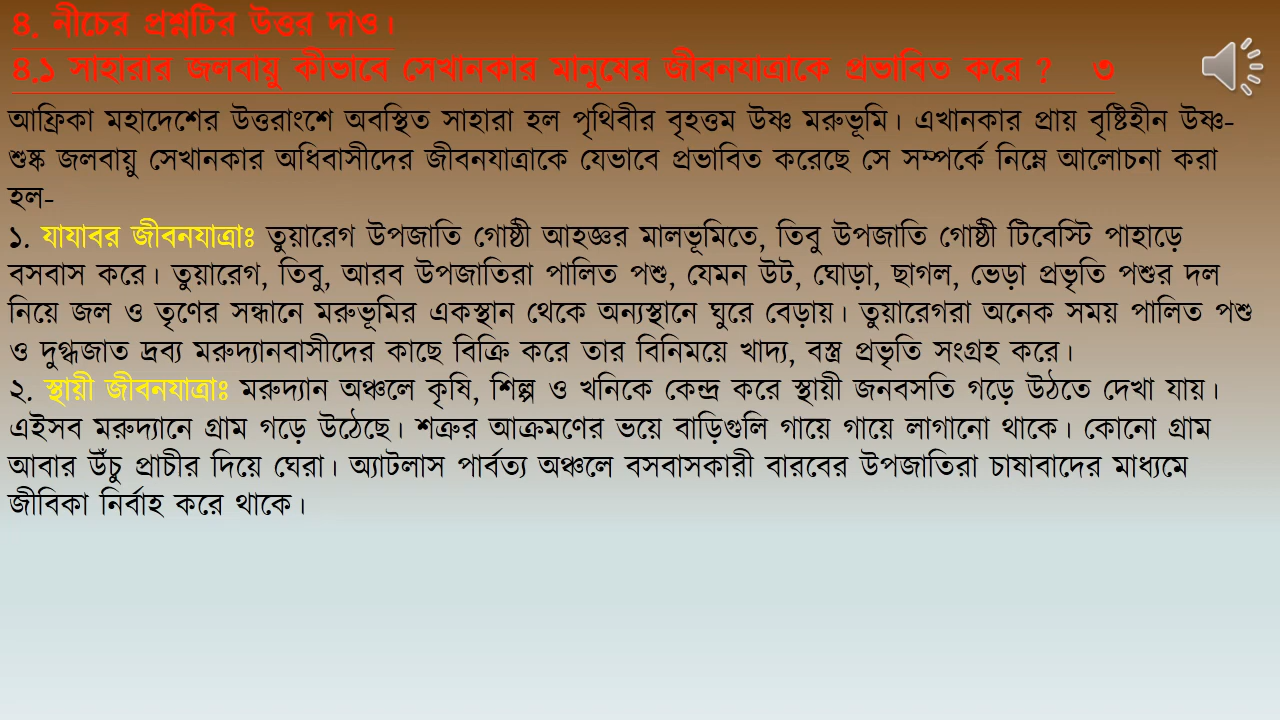 ৪. নীচের প্রশ্নটির উত্তর দাও।
৪.১ সাহারার জলবায়ু কীভাবে সেখানকার মানুষের জীবনযাত্রাকে প্রভাবিত করে ? ৩
আফ্রিকা মহাদেশের উত্তরাংশে অবস্থিত সাহারা হল পৃথিবীর বৃহত্তম উষ্ণ মরুভূমি। এখানকার প্রায় বৃষ্টিহীন উষ্ণ-
শুষ্ক জলবায়ু সেখানকার অধিবাসীদের জীবনযাত্রাকে যেভাবে প্রভাবিত করেছে সে সম্পর্কে নিম্নে আলোচনা করা
হল-
১. যাযাবর জীবনযাত্রাঃ তুয়ারেগ উপজাতি গোষ্ঠী আহজ্ঞর মালভূমিতে, তিবু উপজাতি গোষ্ঠী টিবেস্টি পাহাড়ে
বসবাস করে। তুয়ারেগ, তিবু, আরব উপজাতিরা পালিত পশু, যেমন উট, ঘোড়া, ছাগল, ভেড়া প্রভৃতি পশুর দল
নিয়ে জল ও তৃণের সন্ধানে মরুভূমির একস্থান থেকে অন্যস্থানে ঘুরে বেড়ায়। তুয়ারেগরা অনেক সময় পালিত পশু
ও দুগ্ধজাত দ্রব্য মরুদ্যানবাসীদের কাছে বিক্রি করে তার বিনিময়ে খাদ্য, বস্ত্র প্রভৃতি সংগ্রহ করে।
২. স্থায়ী জীবনযাত্রাঃ মরুদ্যান অঞ্চলে কৃষি, শিল্প ও খনিকে কেন্দ্র করে স্থায়ী জনবসতি গড়ে উঠতে দেখা যায়।
এইসব মরুদ্যানে গ্রাম গড়ে উঠেছে। শত্রুর আক্রমণের ভয়ে বাড়িগুলি গায়ে গায়ে লাগানো থাকে। কোনো গ্রাম
আবার উঁচু প্রাচীর দিয়ে ঘেরা। অ্যাটলাস পার্বত্য অঞ্চলে বসবাসকারী বারবের উপজাতিরা চাষাবাদের মাধ্যমে
জীবিকা নির্বাহ করে থাকে।